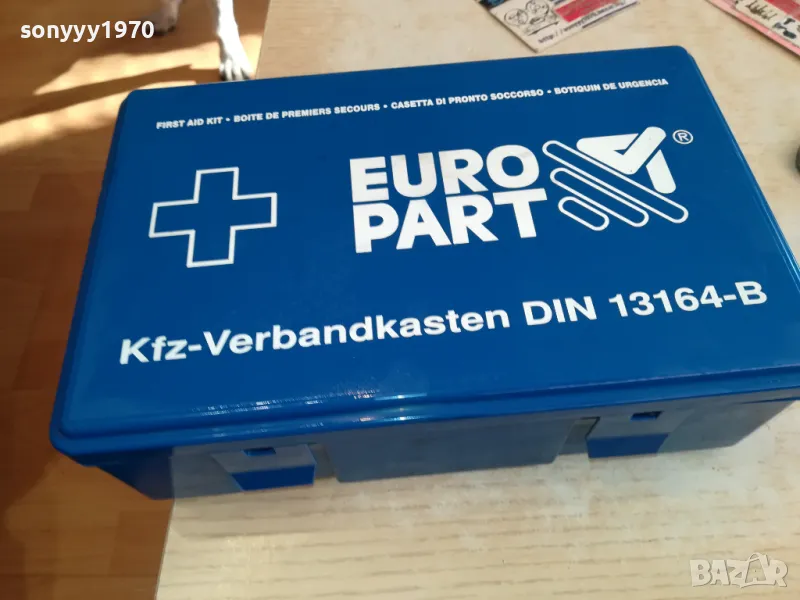 sonyyy1970
FIRST AID KIT • BOITE DE PREMIERS SECOURS • CASETTA DI PRONTO SOCCORSO • BOTIQUIN DE URGENCIA
EURO
PART ®
Kfz-Verbandkasten DIN 13164-B
BAZAR